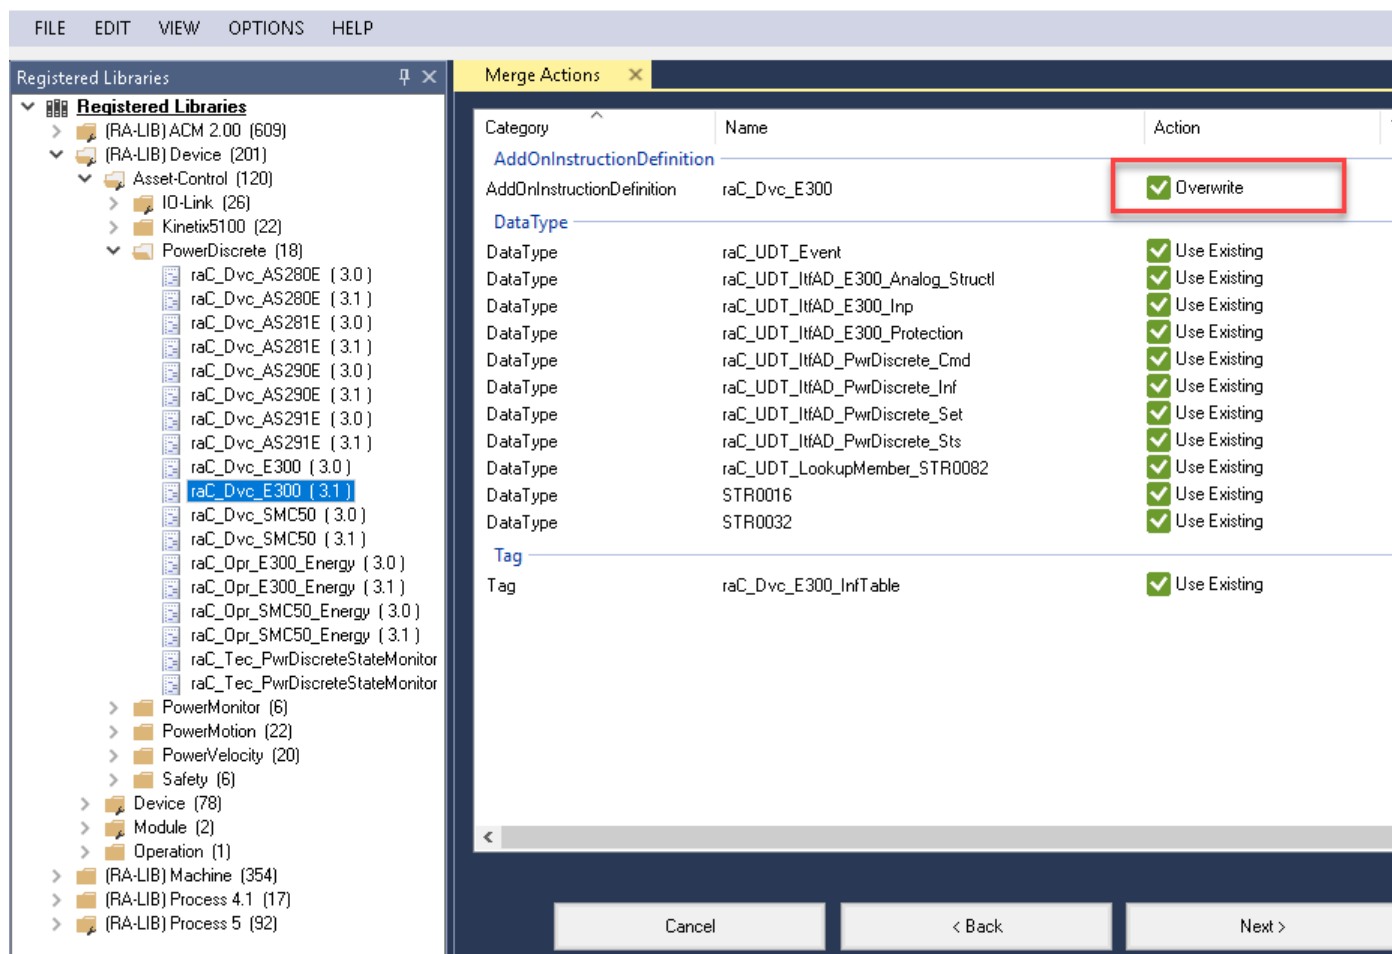 FILE EDIT VIEW OPTIONS HELP
Registered Libraries
Registered Libraries
(RA-LIB) ACM 2.00 (609)
(RA-LIB) Device (201)
Asset-Control (120)
IO-Link (26)
Kinetix5100 (22)
PowerDiscrete (18)
raC_Dvc_AS280E ( 3.0 )
raC_Dvc_AS280E ( 3.1 )
raC_Dvc_AS281E ( 3.0 )
raC_Dvc_AS281E ( 3.1 )
raC_Dvc_AS290E ( 3.0 )
raC_Dvc_AS290E ( 3.1 )
raC_Dvc_AS291E ( 3.0 )
raC_Dvc_AS291E ( 3.1 )
raC_Dvc_E300 ( 3.0 )
raC_Dvc_E300 ( 3.1 )
raC_Dvc_SMC50 ( 3.0 )
raC_Dvc_SMC50 ( 3.1 )
raC_Opr_E300_Energy ( 3.0 )
raC_Opr_E300_Energy ( 3.1 )
raC_Opr_SMC50_Energy ( 3.0 )
raC_Opr_SMC50_Energy ( 3.1 )
raC_Tec_PwrDiscreteStateMonitor
raC_Tec_PwrDiscreteStateMonitor
PowerMonitor (6)
PowerMotion (22)
PowerVelocity (20)
Safety (6)
Device (78)
Module (2)
Operation (1)
(RA-LIB) Machine (354)
(RA-LIB) Process 4.1 (17)
(RA-LIB) Process 5 (92)
Merge Actions
Category Name Action
AddOnInstructionDefinition
AddOnInstructionDefinition raC_Dvc_E300 Overwrite
DataType
DataType raC_UDT_Event Use Existing
DataType raC_UDT_ItfAD_E300_Analog_Structl Use Existing
DataType raC_UDT_ItfAD_E300_Inp Use Existing
DataType raC_UDT_ItfAD_E300_Protection Use Existing
DataType raC_UDT_ItfAD_PwrDiscrete_Cmd Use Existing
DataType raC_UDT_ItfAD_PwrDiscrete_Inf Use Existing
DataType raC_UDT_ItfAD_PwrDiscrete_Set Use Existing
DataType raC_UDT_ItfAD_PwrDiscrete_Sts Use Existing
DataType raC_UDT_LookupMember_STR0082 Use Existing
DataType STR0016 Use Existing
DataType STR0032 Use Existing
Tag
Tag raC_Dvc_E300_InfTable Use Existing
Cancel < Back Next >